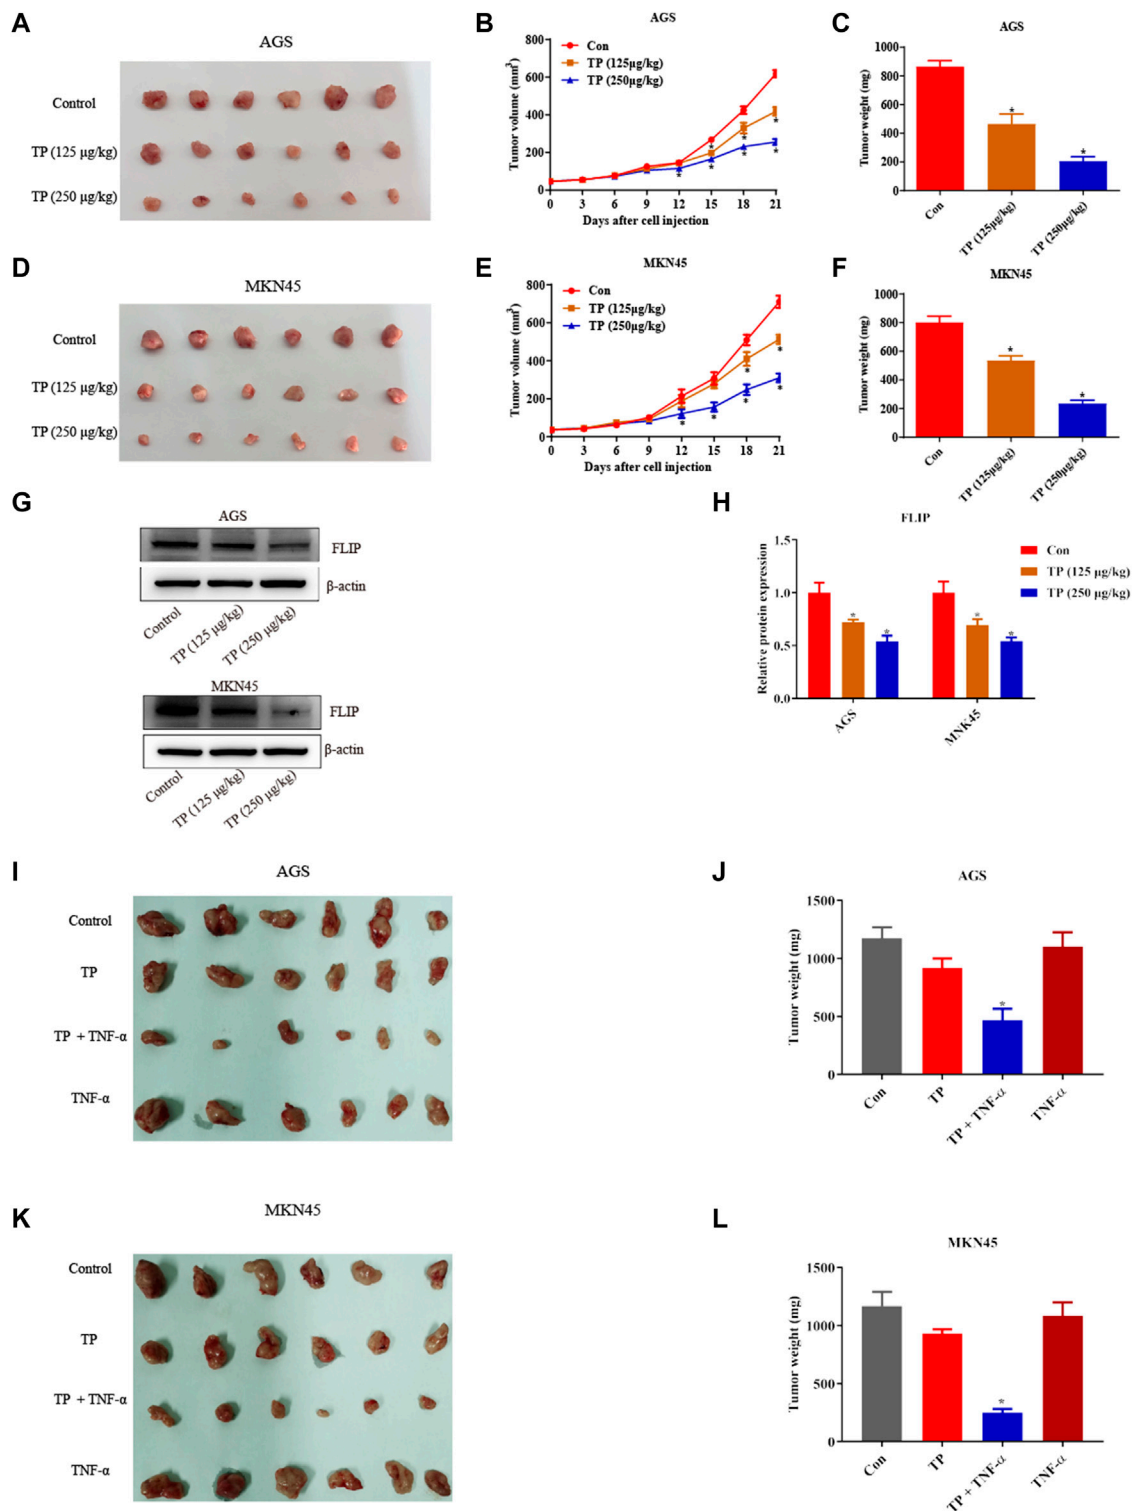 A
AGS
Control
TP (125 μg/kg)
TP (250 μg/kg)
B
AGS
Con
TP (125μg/kg)
TP (250μg/kg)
Tumor volume (mm³)
800
600
400
200
0
0 3 6 9 12 15 18 21
Days after cell injection
* * * * * * *
C
AGS
Tumor weight (mg)
1000
800
600
400
200
0
*
*
Con
TP (125μg/kg)
TP (250μg/kg)
D
MKN45
Control
TP (125 μg/kg)
TP (250 μg/kg)
E
MKN45
Con
TP (125μg/kg)
TP (250μg/kg)
Tumor volume (mm³)
800
600
400
200
0
0 3 6 9 12 15 18 21
Days after cell injection
* * * * * *
F
MKN45
Tumor weight (mg)
1000
800
600
400
200
0
*
*
Con
TP (125μg/kg)
TP (250μg/kg)
G
AGS
FLIP
β-actin
Control
TP (125 μg/kg)
TP (250 μg/kg)
MKN45
FLIP
β-actin
Control
TP (125 μg/kg)
TP (250 μg/kg)
H
FLIP
Relative protein expression
1.5
1.0
0.5
0.0
* * * *
AGS
MNK45
Con
TP (125 μg/kg)
TP (250 μg/kg)
I
AGS
Control
TP
TP + TNF-α
TNF-α
J
AGS
Tumor weight (mg)
1500
1000
500
0
*
Con
TP
TP + TNF-α
TNF-α
K
MKN45
Control
TP
TP + TNF-α
TNF-α
L
MKN45
Tumor weight (mg)
1500
1000
500
0
*
Con
TP
TP + TNF-α
TNF-α